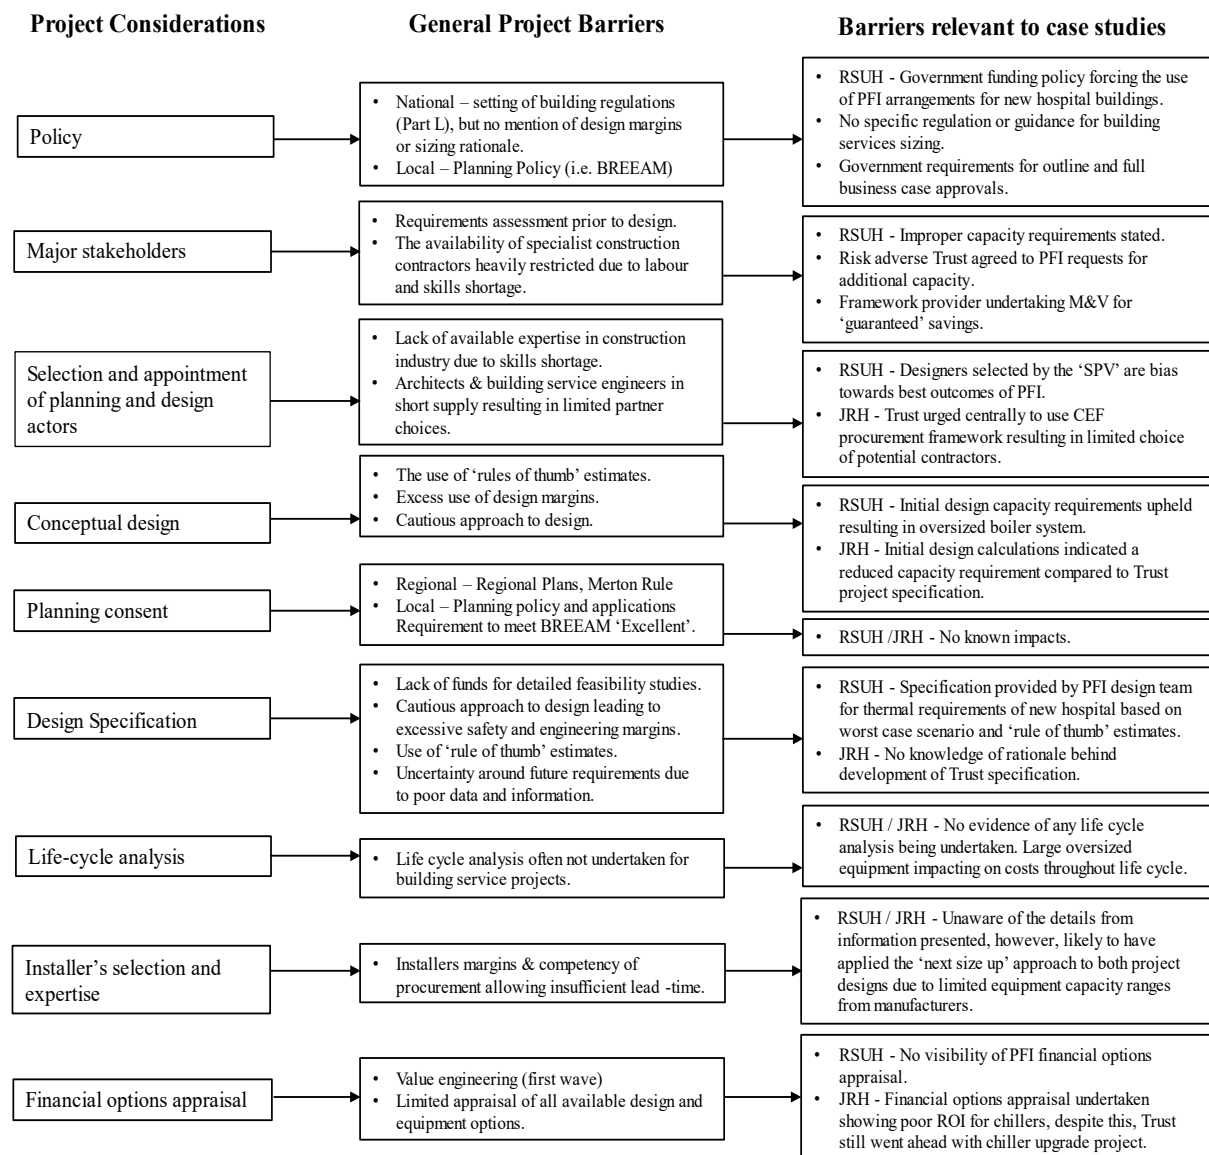 Project Considerations
General Project Barriers
Barriers relevant to case studies
Policy
• National – setting of building regulations
(Part L), but no mention of design margins
or sizing rationale.
• Local – Planning Policy (i.e. BREEAM)
• RSUH - Government funding policy forcing the use
of PFI arrangements for new hospital buildings.
• No specific regulation or guidance for building
services sizing.
• Government requirements for outline and full
business case approvals.
Major stakeholders
• Requirements assessment prior to design.
• The availability of specialist construction
contractors heavily restricted due to labour
and skills shortage.
• RSUH - Improper capacity requirements stated.
• Risk adverse Trust agreed to PFI requests for
additional capacity.
• Framework provider undertaking M&V for
‘guaranteed’ savings.
Selection and appointment
of planning and design
actors
• Lack of available expertise in construction
industry due to skills shortage.
• Architects & building service engineers in
short supply resulting in limited partner
choices.
• RSUH - Designers selected by the ‘SPV’ are bias
towards best outcomes of PFI.
• JRH - Trust urged centrally to use CEF
procurement framework resulting in limited choice
of potential contractors.
Conceptual design
• The use of ‘rules of thumb’ estimates.
• Excess use of design margins.
• Cautious approach to design.
• RSUH - Initial design capacity requirements upheld
resulting in oversized boiler system.
• JRH - Initial design calculations indicated a
reduced capacity requirement compared to Trust
project specification.
Planning consent
• Regional – Regional Plans, Merton Rule
• Local – Planning policy and applications
Requirement to meet BREEAM ‘Excellent’.
• RSUH /JRH - No known impacts.
Design Specification
• Lack of funds for detailed feasibility studies.
• Cautious approach to design leading to
excessive safety and engineering margins.
• Use of ‘rule of thumb’ estimates.
• Uncertainty around future requirements due
to poor data and information.
• RSUH - Specification provided by PFI design team
for thermal requirements of new hospital based on
worst case scenario and ‘rule of thumb’ estimates.
• JRH - No knowledge of rationale behind
development of Trust specification.
Life-cycle analysis
• Life cycle analysis often not undertaken for
building service projects.
• RSUH / JRH - No evidence of any life cycle
analysis being undertaken. Large oversized
equipment impacting on costs throughout life cycle.
Installer’s selection and
expertise
• Installers margins & competency of
procurement allowing insufficient lead -time.
• RSUH / JRH - Unaware of the details from
information presented, however, likely to have
applied the ‘next size up’ approach to both project
designs due to limited equipment capacity ranges
from manufacturers.
Financial options appraisal
• Value engineering (first wave)
• Limited appraisal of all available design and
equipment options.
• RSUH - No visibility of PFI financial options
appraisal.
• JRH - Financial options appraisal undertaken
showing poor ROI for chillers, despite this, Trust
still went ahead with chiller upgrade project.